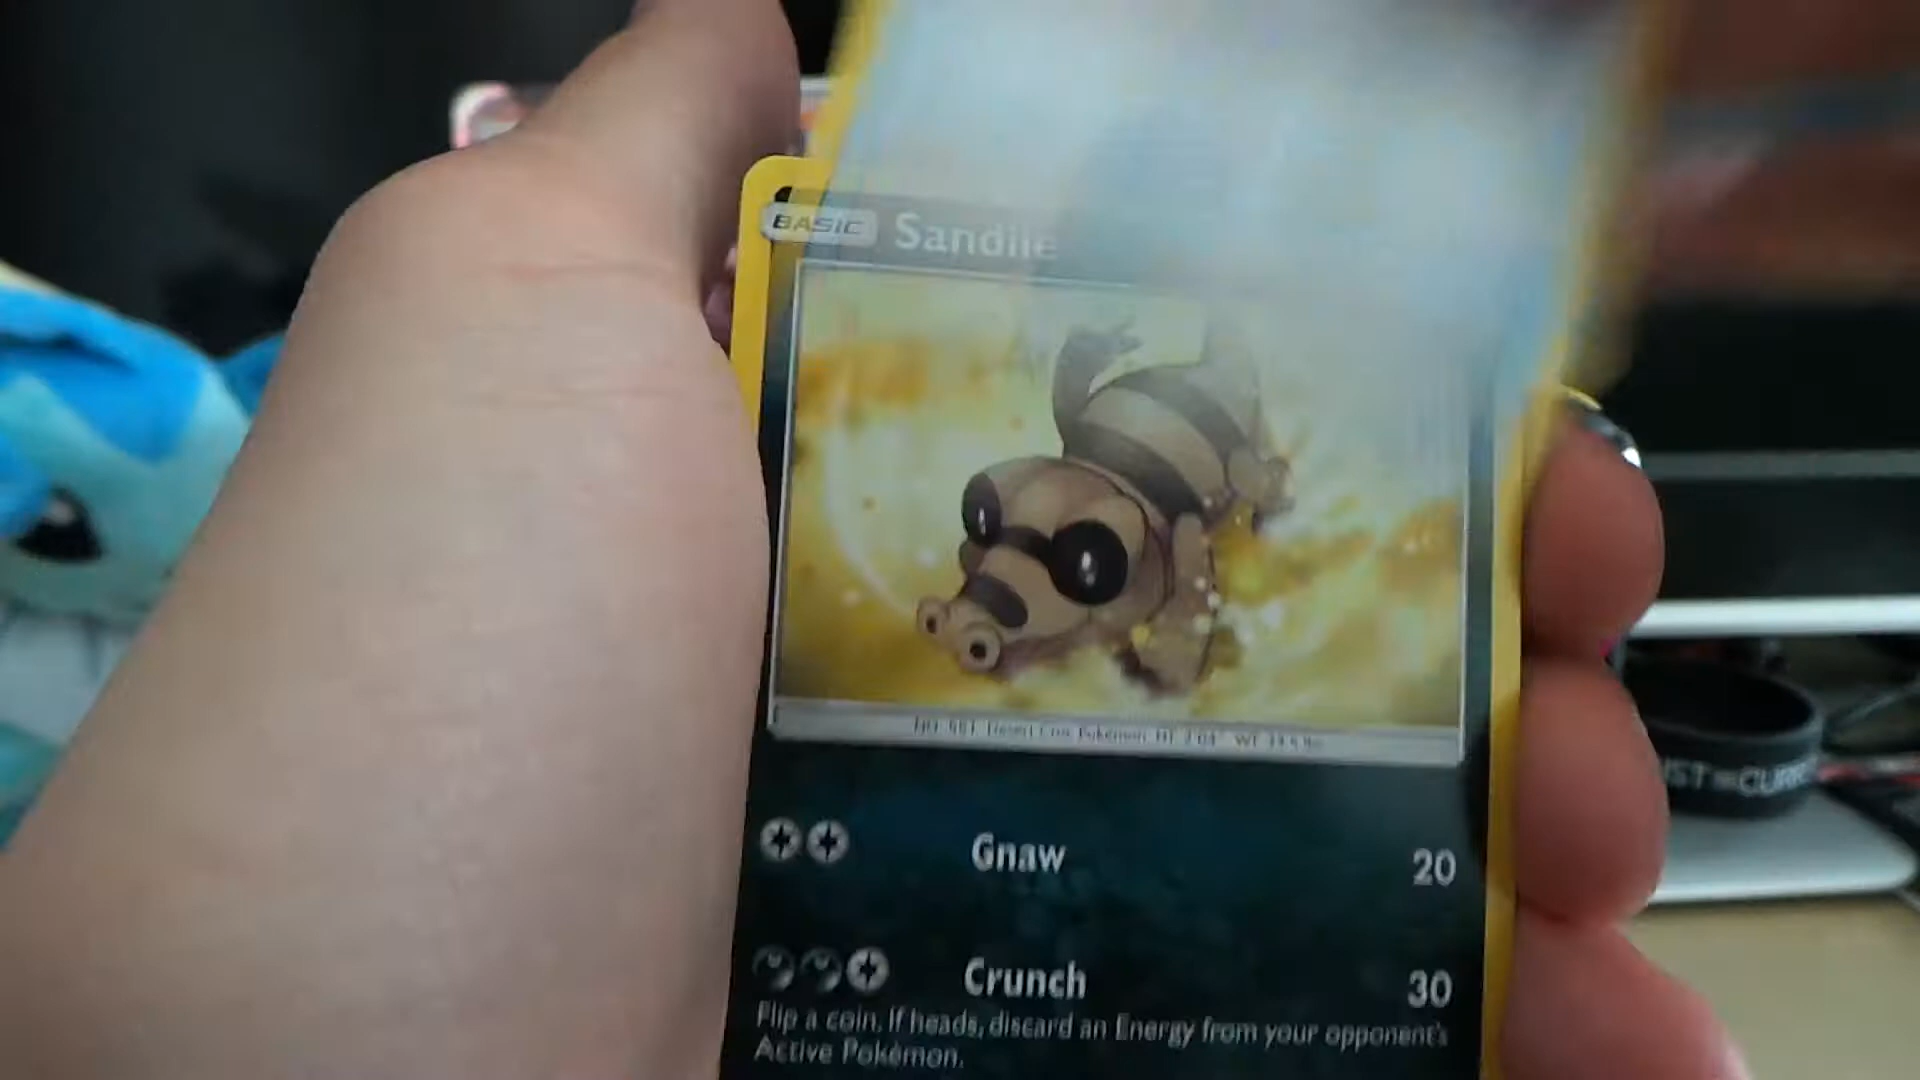 BASIC Sandile
Gnaw 20
Crunch 30
Flip a coin. If heads, discard an Energy from your opponent's
Active Pokémon.